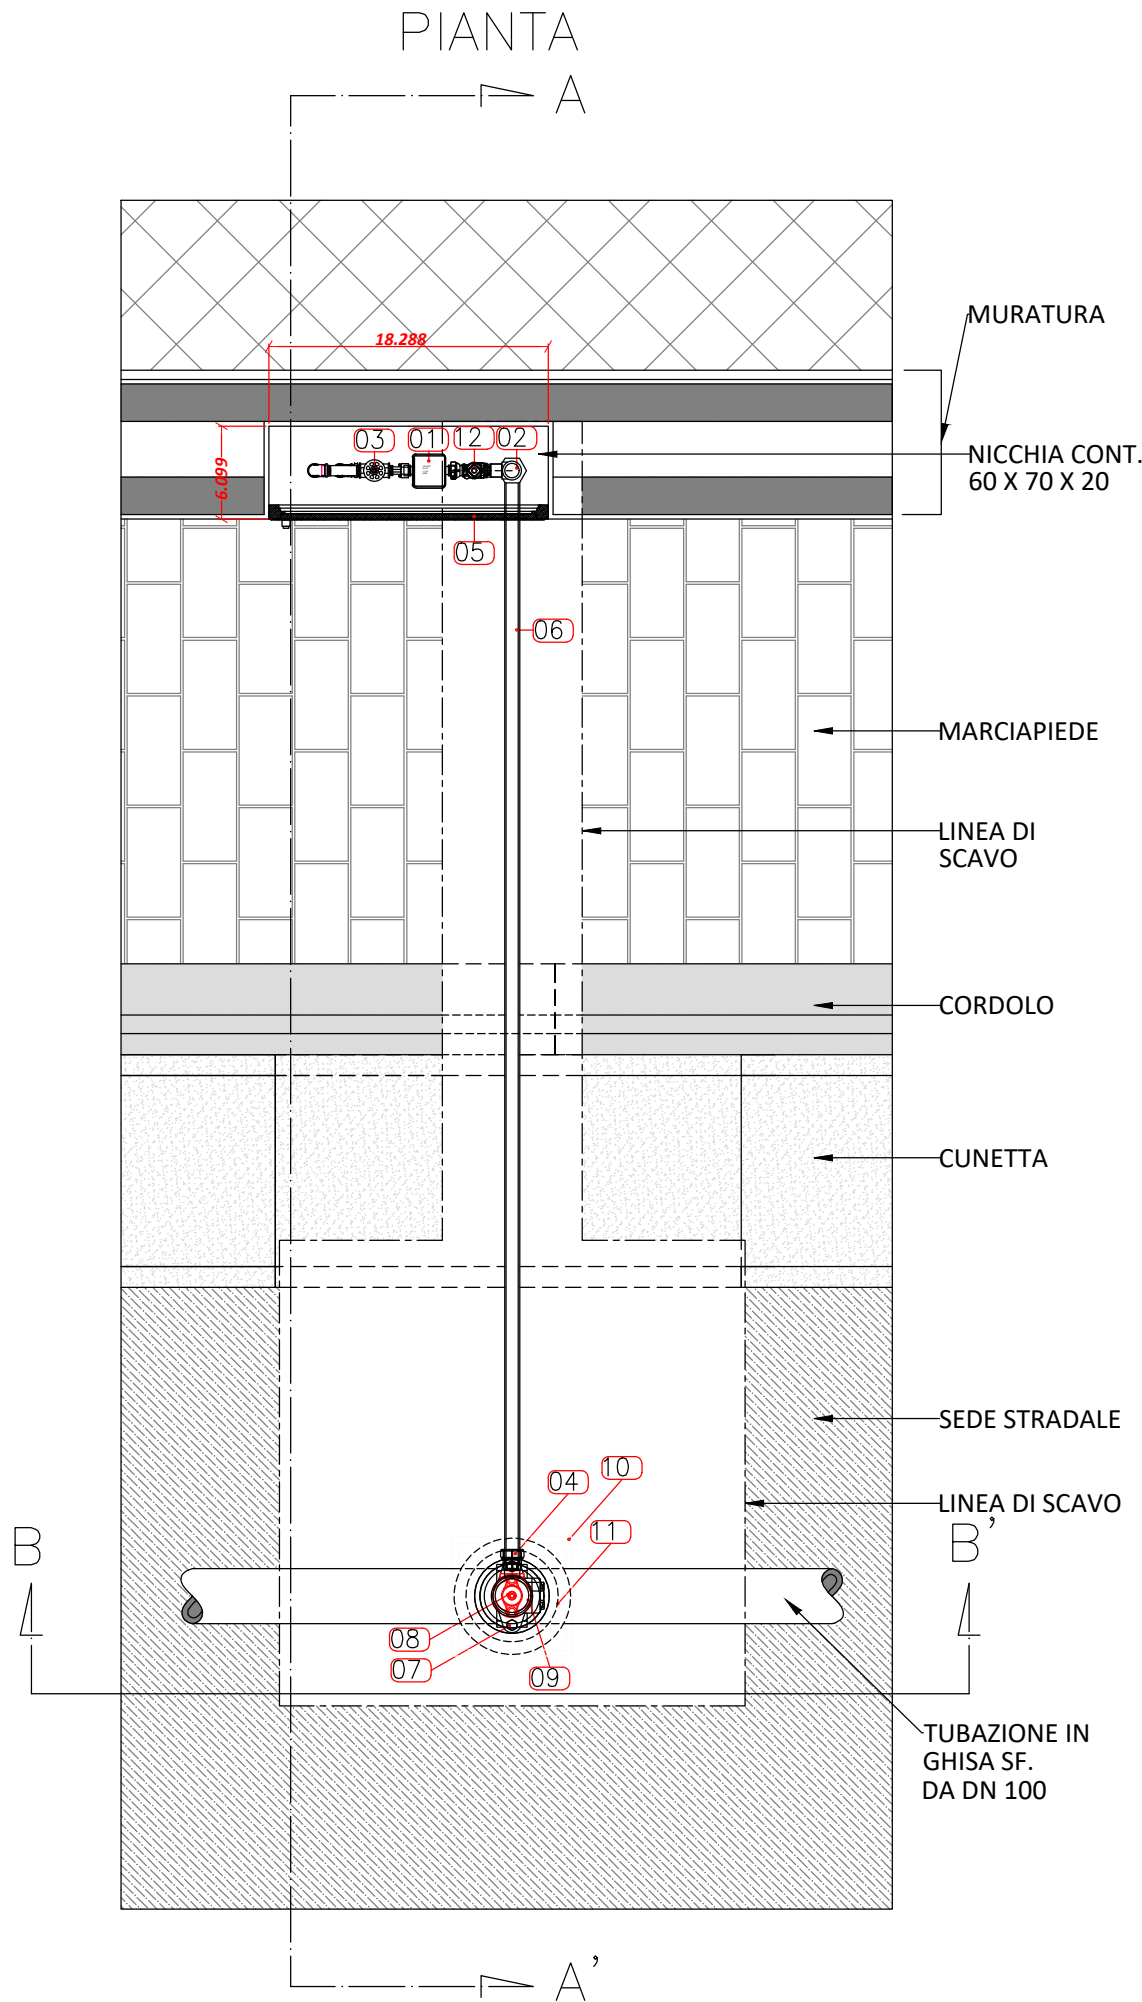 PIANTA
A
MURATURA
18.288
03
01
12
02
NICCHIA CONT.
60 X 70 X 20
6.099
05
06
MARCIAPIEDE
LINEA DI
SCAVO
CORDOLO
CUNETTA
SEDE STRADALE
10
04
LINEA DI SCAVO
11
B
B'
08
07
09
TUBAZIONE IN
GHISA SF.
DA DN 100
A'